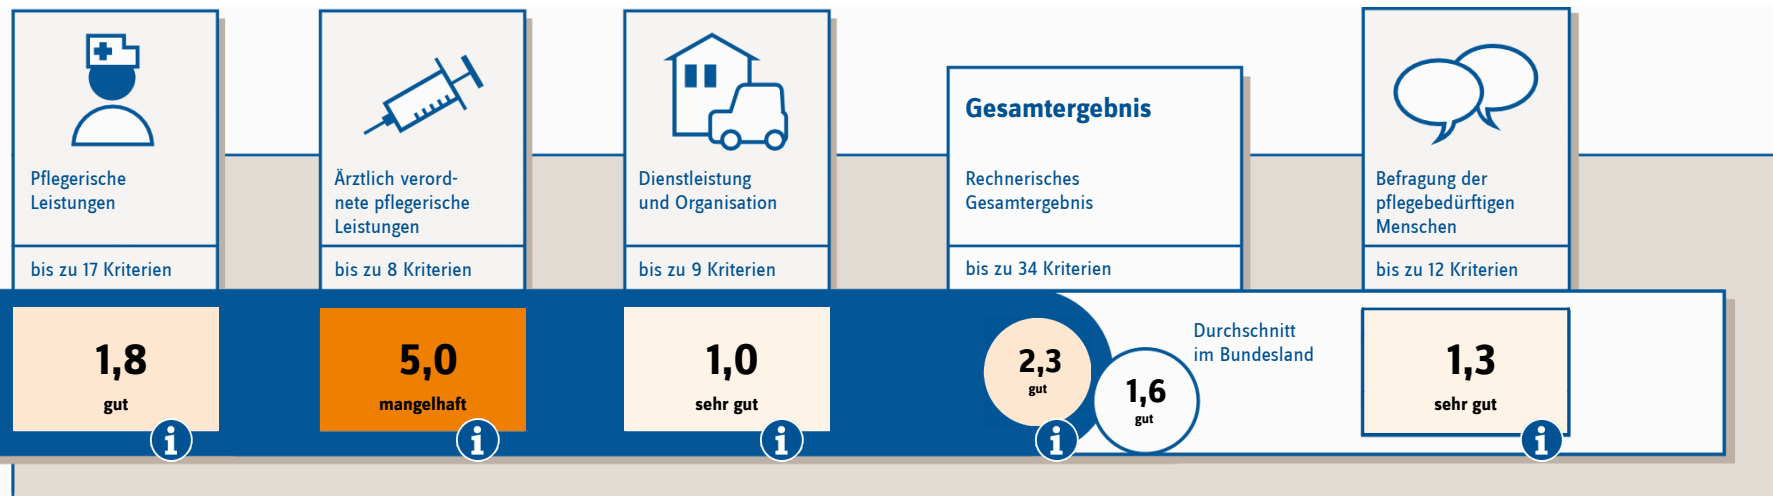 Pflegerische
Leistungen
bis zu 17 Kriterien
1,8
gut
i
Ärztlich verord-
nete pflegerische
Leistungen
bis zu 8 Kriterien
5,0
mangelhaft
i
Dienstleistung
und Organisation
bis zu 9 Kriterien
1,0
sehr gut
i
Gesamtergebnis
Rechnerisches
Gesamtergebnis
bis zu 34 Kriterien
2,3
gut
i
1,6
gut
Durchschnitt
im Bundesland
Befragung der
pflegebedürftigen
Menschen
bis zu 12 Kriterien
1,3
sehr gut
i